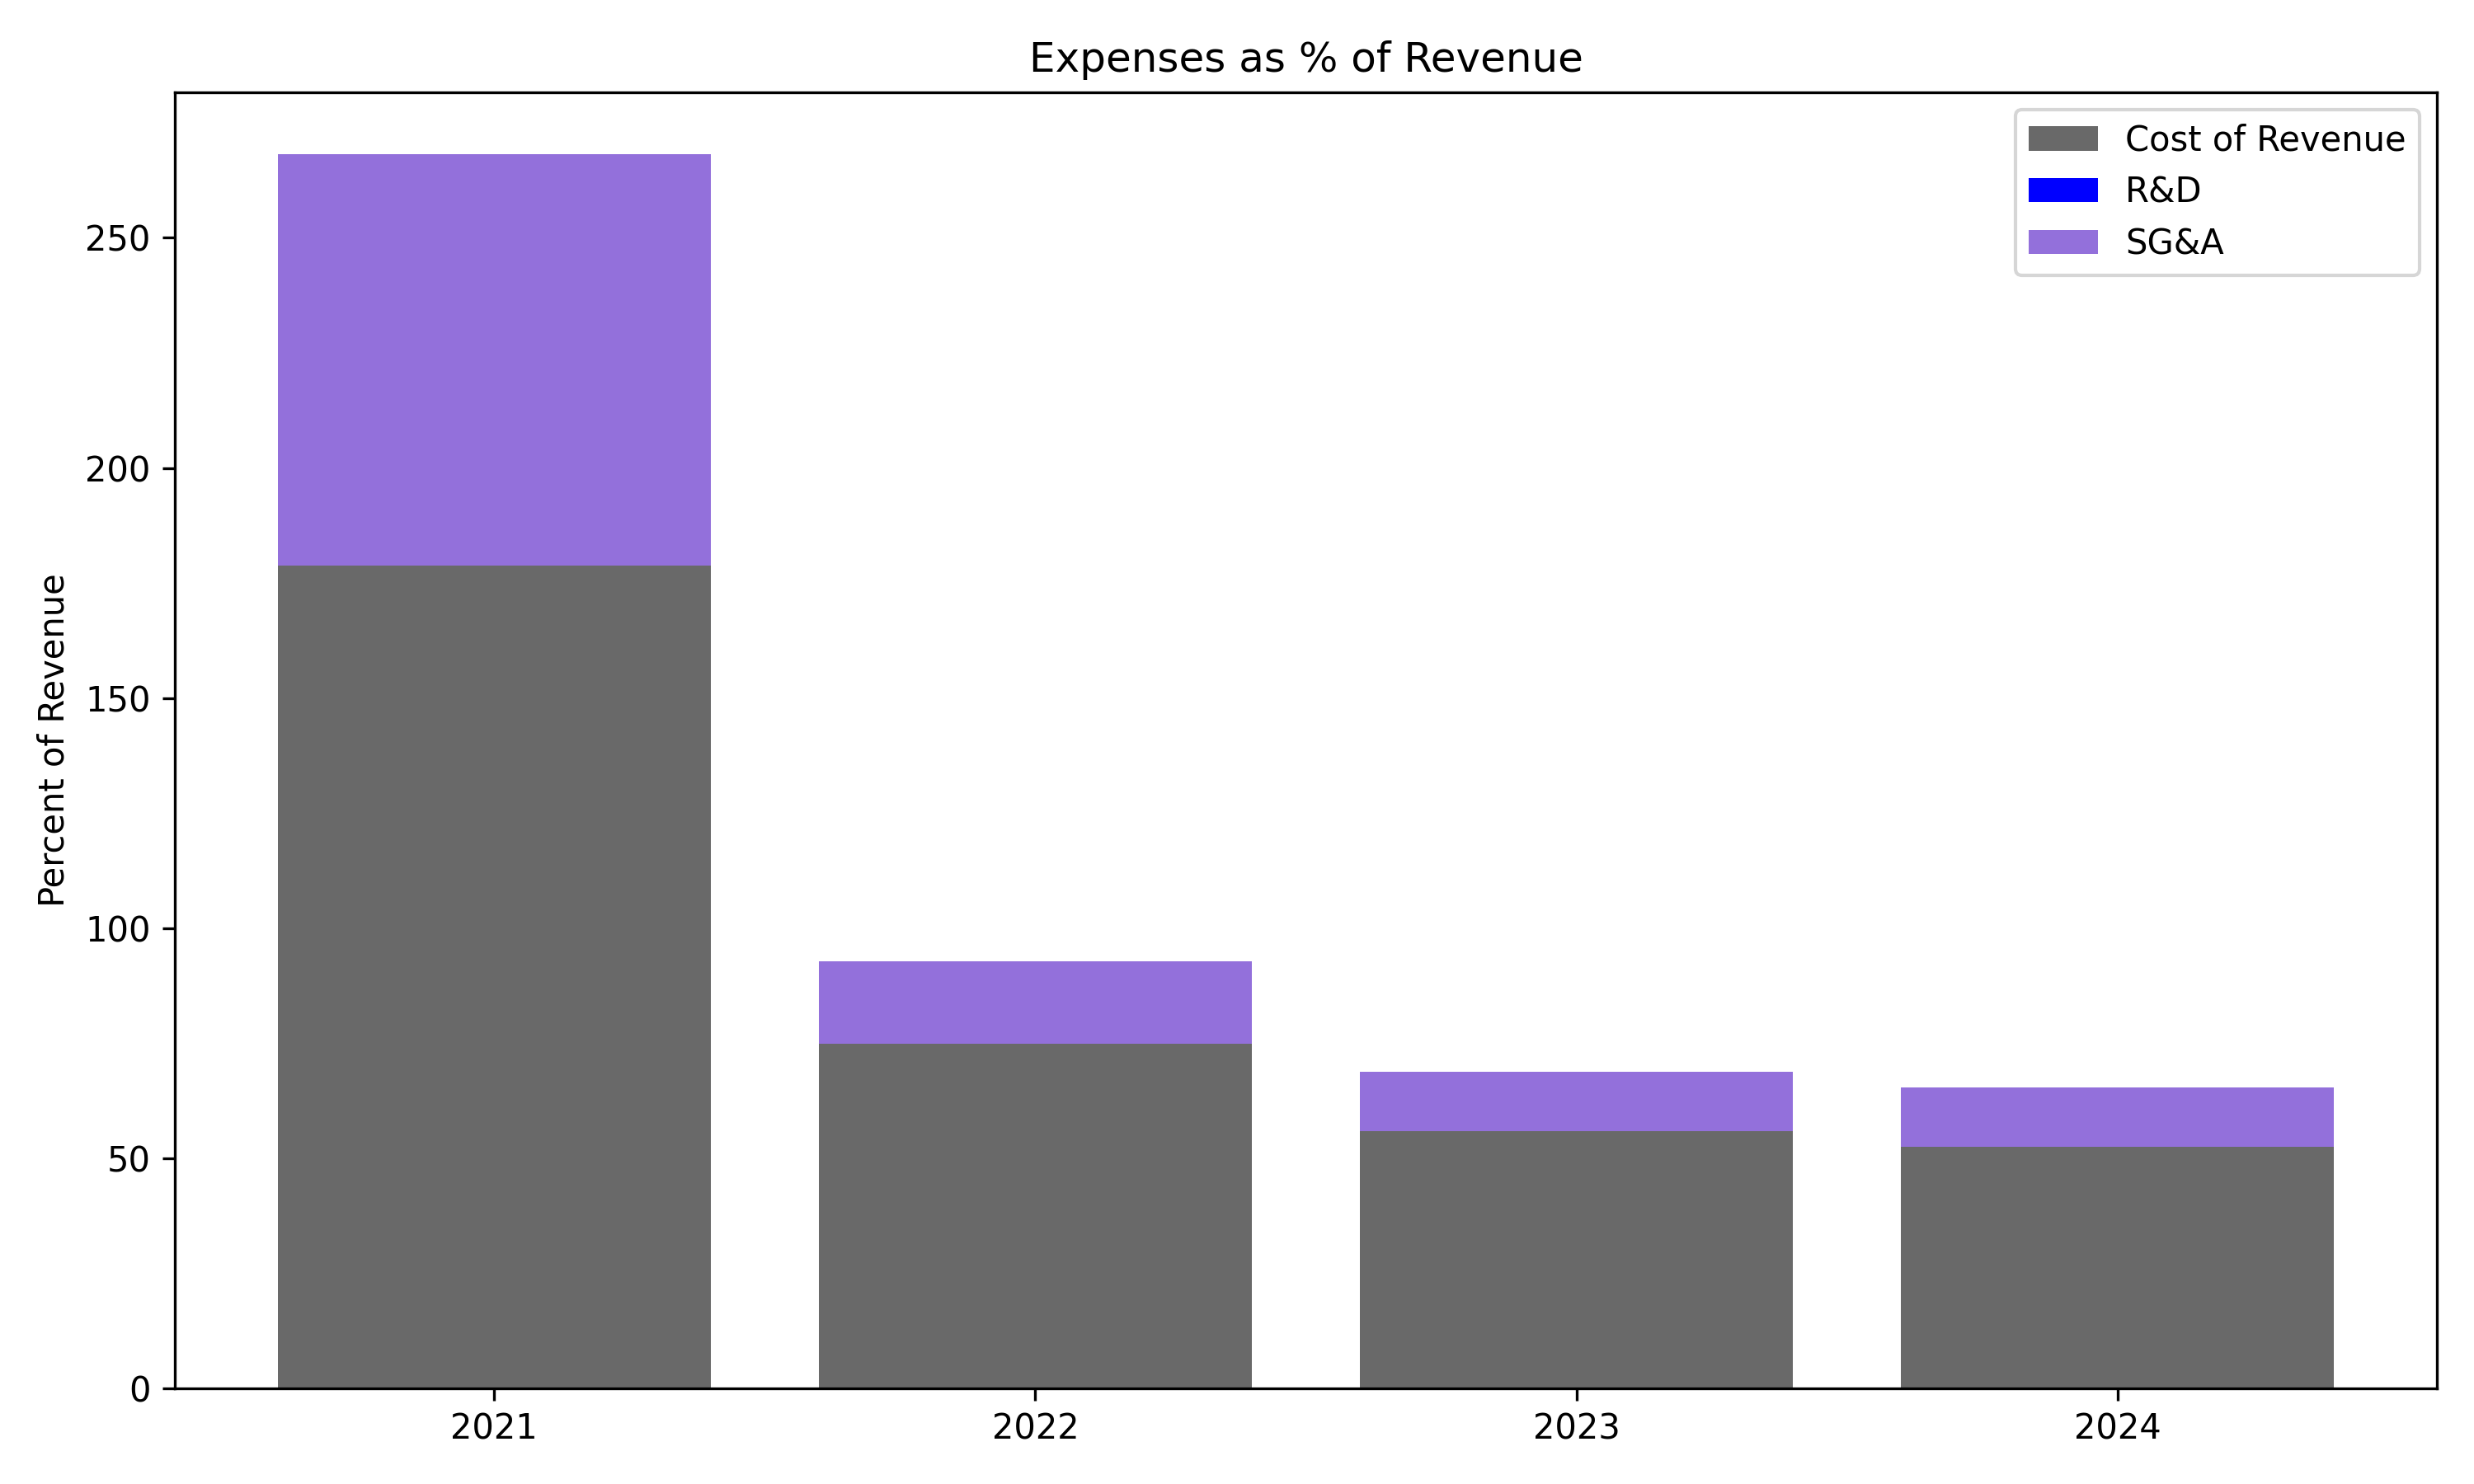 Expenses as % of Revenue
Cost of Revenue
R&D
SG&A
Percent of Revenue
250
200
150
100
50
0
2021
2022
2023
2024